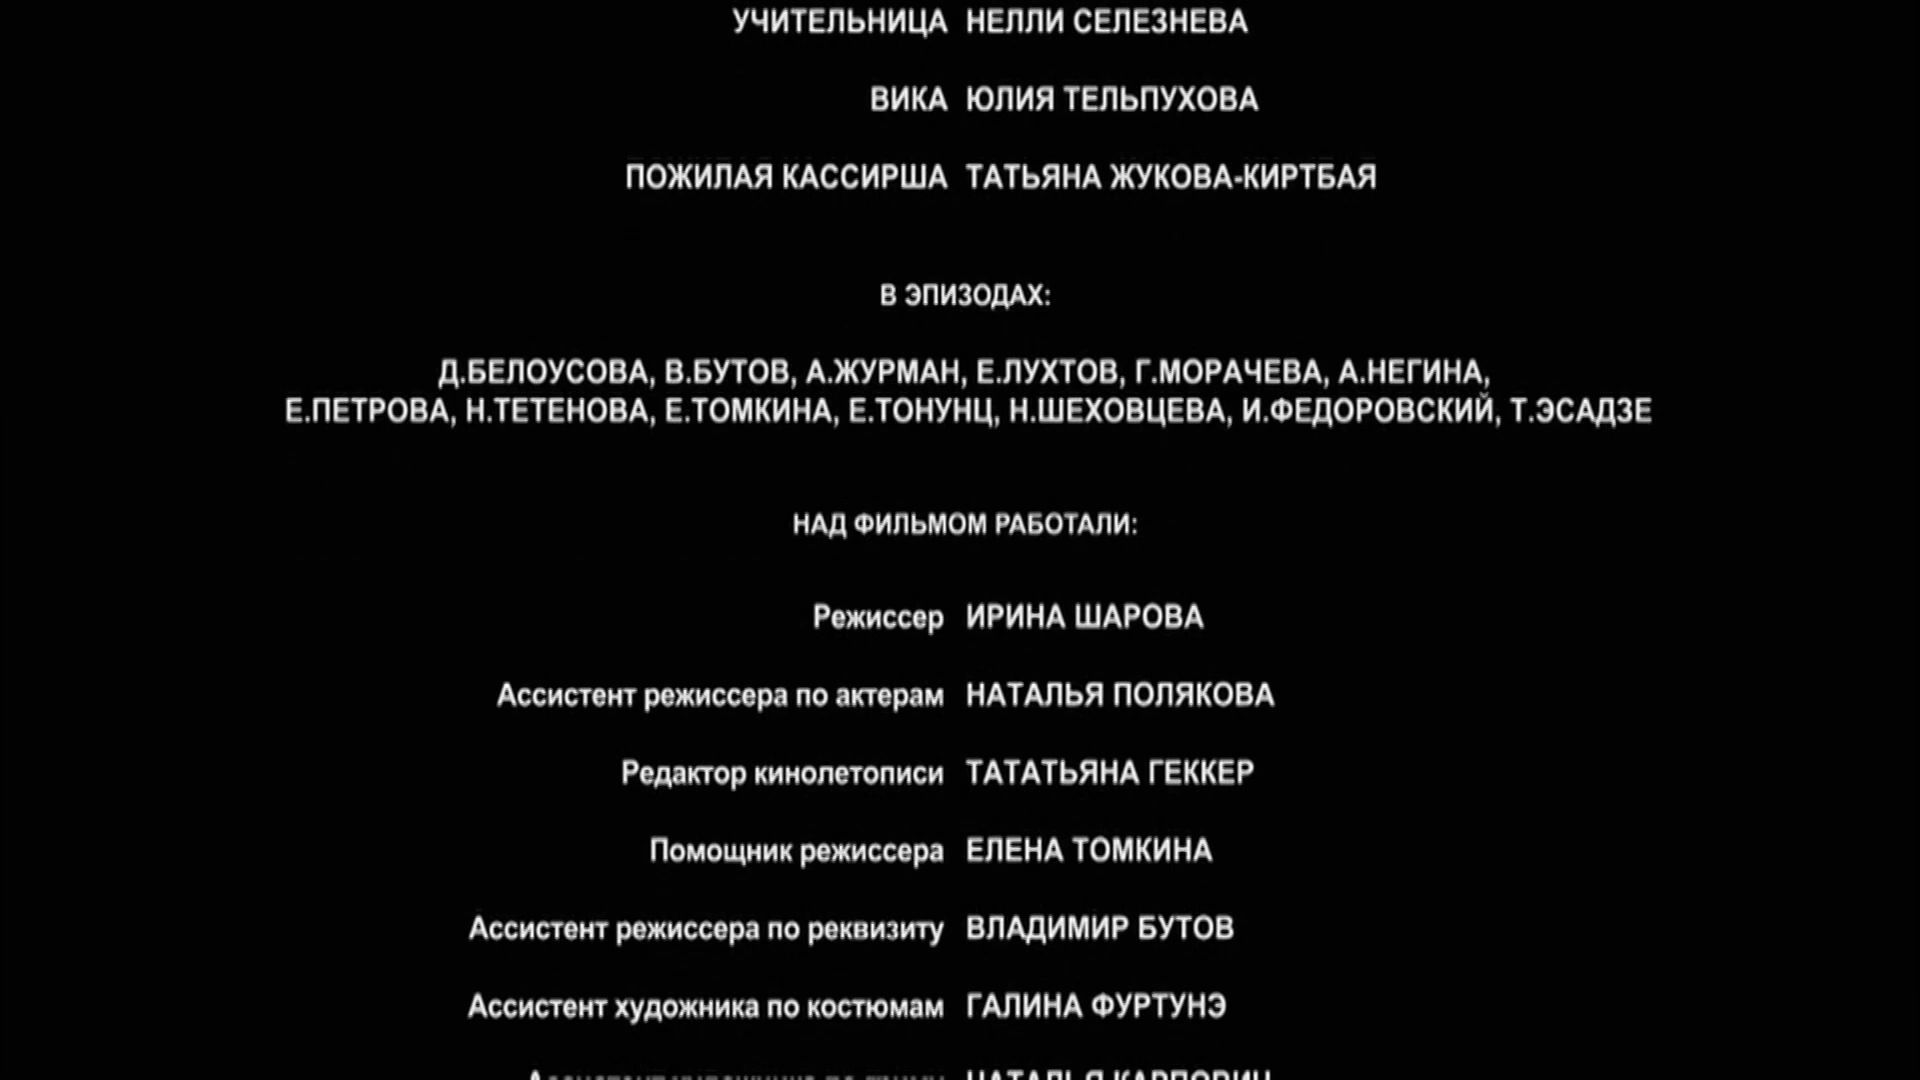 УЧИТЕЛЬНИЦА НЕЛЛИ СЕЛЕЗНЕВА
ВИКА ЮЛИЯ ТЕЛЬПУХОВА
ПОЖИЛАЯ КАССИРША ТАТЬЯНА ЖУКОВА-КИРТБАЯ
В ЭПИЗОДАХ:
Д.БЕЛОУСОВА, В.БУТОВ, А.ЖУРМАН, Е.ЛУХТОВ, Г.МОРАЧЕВА, А.НЕГИНА,
Е.ПЕТРОВА, Н.ТЕТЕНОВА, Е.ТОМКИНА, Е.ТОНУНЦ, Н.ШЕХОВЦЕВА, И.ФЕДОРОВСКИЙ, Т.ЭСАДЗЕ
НАД ФИЛЬМОМ РАБОТАЛИ:
Режиссер ИРИНА ШАРОВА
Ассистент режиссера по актерам НАТАЛЬЯ ПОЛЯКОВА
Редактор кинолетописи ТАТАТЬЯНА ГЕККЕР
Помощник режиссера ЕЛЕНА ТОМКИНА
Ассистент режиссера по реквизиту ВЛАДИМИР БУТОВ
Ассистент художника по костюмам ГАЛИНА ФУРТУНЭ
НАТАЛЬЯ КАРПОВИЧ